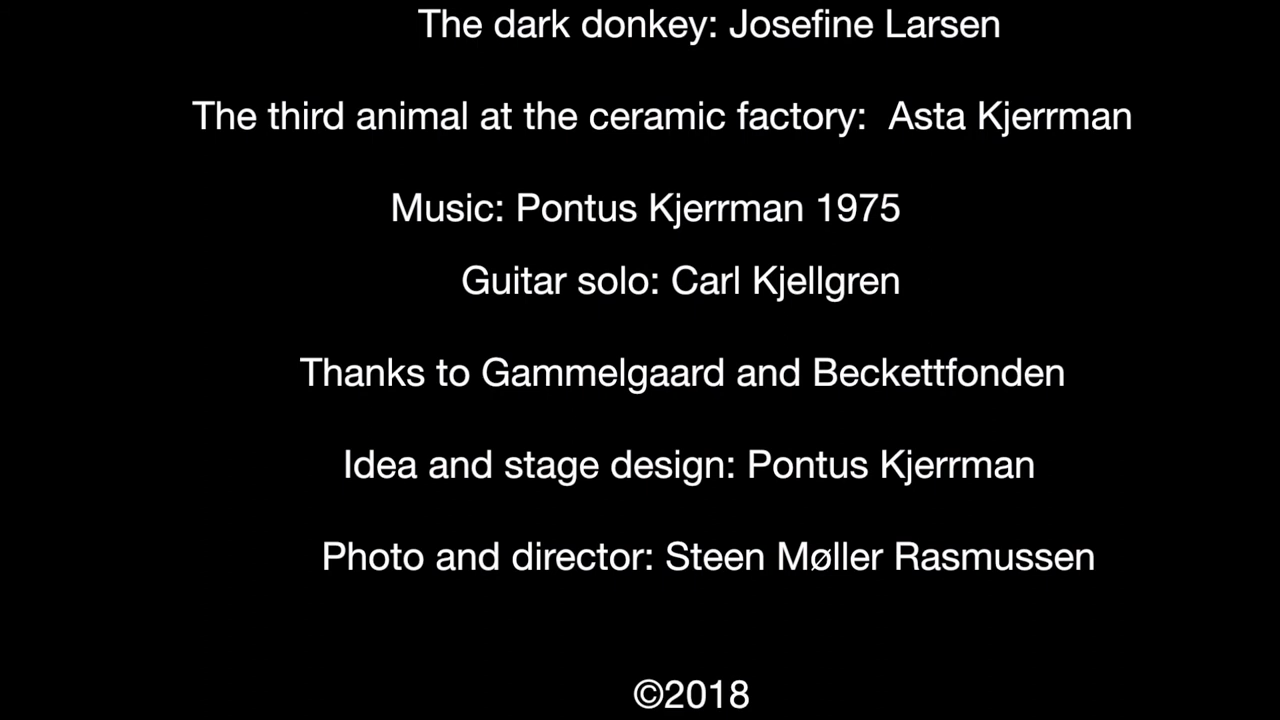 The dark donkey: Josefine Larsen
The third animal at the ceramic factory:  Asta Kjerrman
Music: Pontus Kjerrman 1975
Guitar solo: Carl Kjellgren
Thanks to Gammelgaard and Beckettfonden
Idea and stage design: Pontus Kjerrman
Photo and director: Steen Møller Rasmussen
©2018